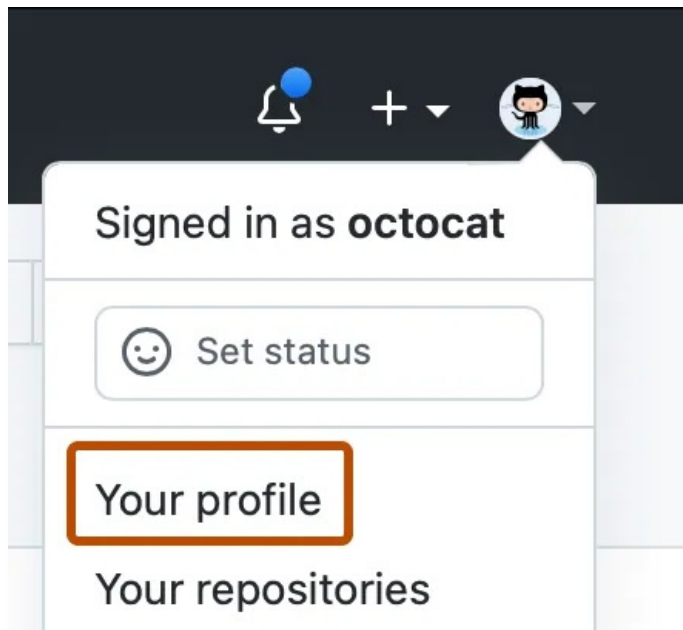 Signed in as octocat
Set status
Your profile
Your repositories